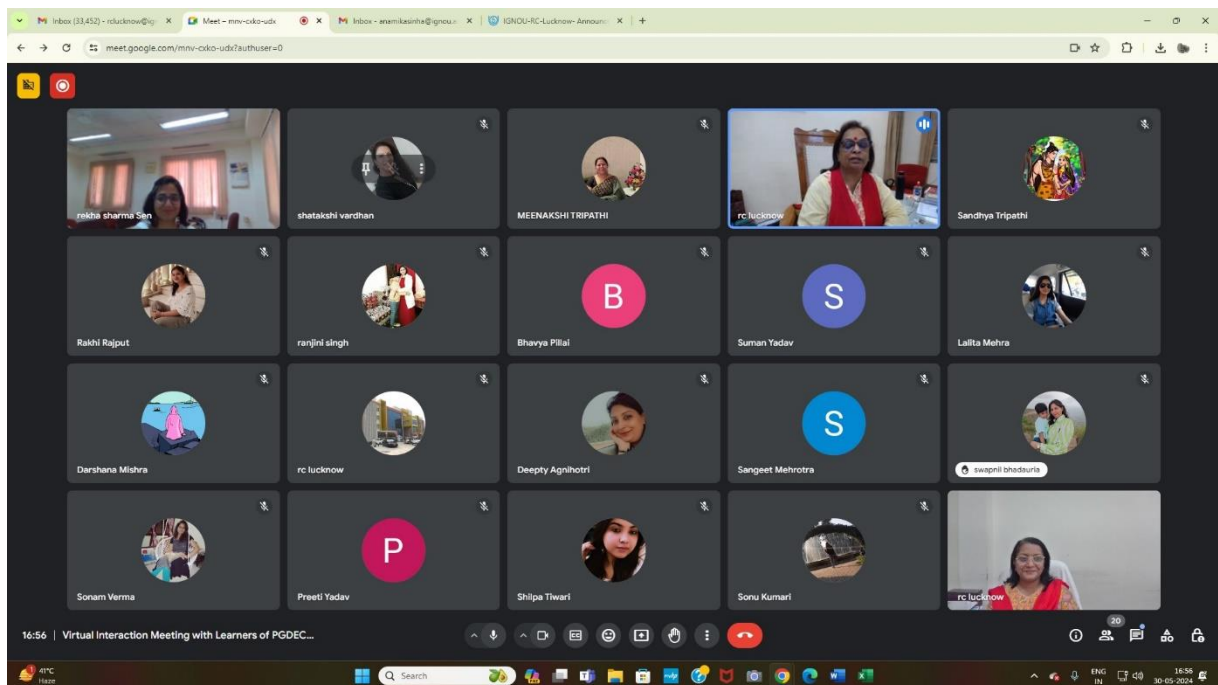 Inbox (33,452) - rclucknow@ig
Meet – mnv-cxko-udx
Inbox - anamikasinha@ignou.a
IGNOU-RC-Lucknow- Announ
meet.google.com/mnv-cxko-udx?authuser=0
rekha sharma Sen
shatakshi vardhan
MEENAKSHI TRIPATHI
rc lucknow
Sandhya Tripathi
Rakhi Rajput
ranjini singh
B
Bhavya Pillai
S
Suman Yadav
Lalita Mehra
Darshana Mishra
rc lucknow
Deepty Agnihotri
S
Sangeet Mehrotra
swapnil bhadauria
Sonam Verma
P
Preeti Yadav
Shilpa Tiwari
Sonu Kumari
rc lucknow
16:56 | Virtual Interaction Meeting with Learners of PGDEC...
20
41°C
Haze
Search
ENG
IN
16:56
30-05-2024